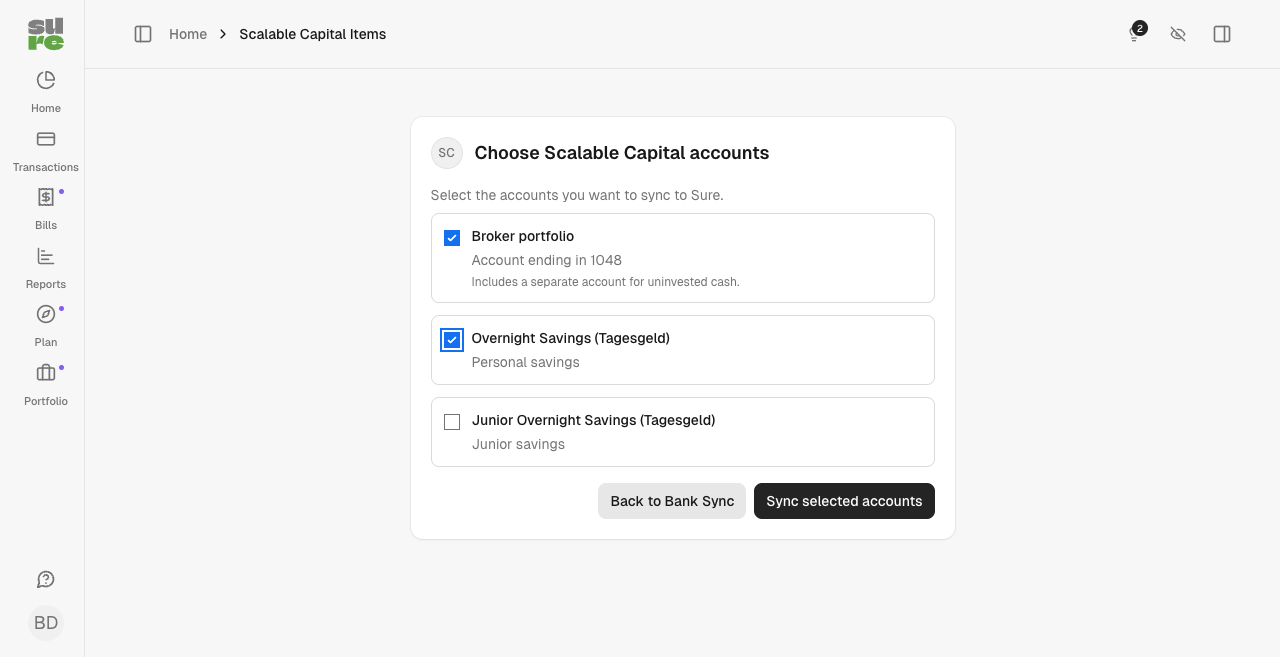 sure
Home > Scalable Capital Items
2
Home
Transactions
Bills
Reports
Plan
Portfolio
BD
SC
Choose Scalable Capital accounts
Select the accounts you want to sync to Sure.
Broker portfolio
Account ending in 1048
Includes a separate account for uninvested cash.
Overnight Savings (Tagesgeld)
Personal savings
Junior Overnight Savings (Tagesgeld)
Junior savings
Back to Bank Sync
Sync selected accounts